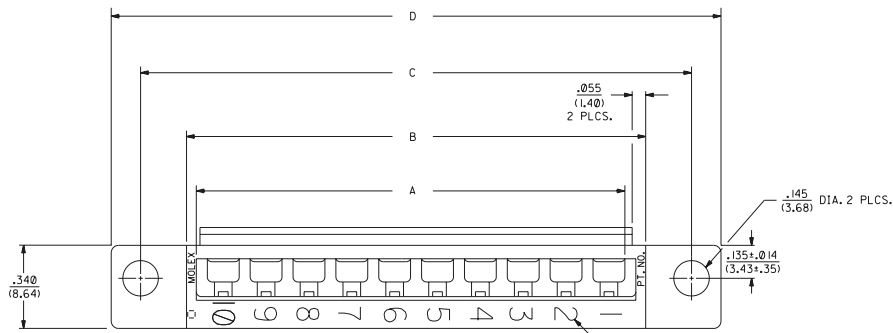 D
C
.055
(1.40)
2 PLCS.
B
A
.145 DIA. 2 PLCS.
(3.68)
.340
(8.64)
MOLEX
PT. NO.
.135±.014
(3.43±.35)
10 9 8 7 6 5 4 3 2 1